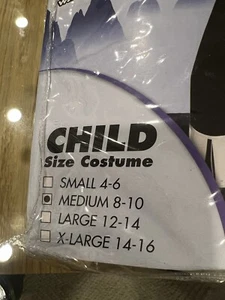 CHILD
Size Costume
SMALL 4-6
MEDIUM 8-10
LARGE 12-14
X-LARGE 14-16